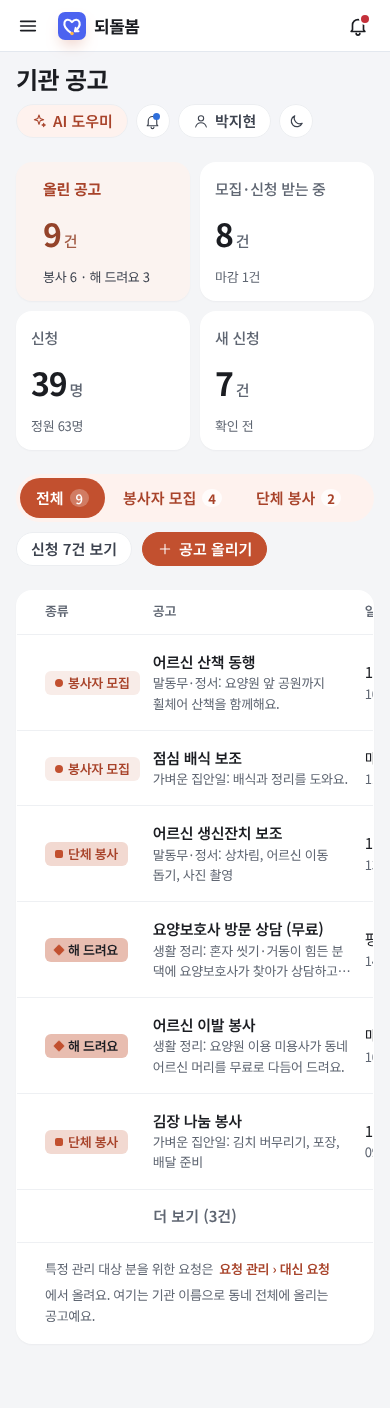 되돌봄
기관 공고
AI 도우미
박지현
올린 공고
9건
봉사 6 · 해 드려요 3
모집·신청 받는 중
8건
마감 1건
신청
39명
정원 63명
새 신청
7건
확인 전
전체 9
봉사자 모집 4
단체 봉사 2
신청 7건 보기
+ 공고 올리기
종류 공고
봉사자 모집
어르신 산책 동행
말동무·정서: 요양원 앞 공원까지
휠체어 산책을 함께해요.
봉사자 모집
점심 배식 보조
가벼운 집안일: 배식과 정리를 도와요.
단체 봉사
어르신 생신잔치 보조
말동무·정서: 상차림, 어르신 이동
돕기, 사진 촬영
해 드려요
요양보호사 방문 상담 (무료)
생활 정리: 혼자 씻기·거동이 힘든 분
댁에 요양보호사가 찾아가 상담하고…
해 드려요
어르신 이발 봉사
생활 정리: 요양원 이용 미용사가 동네
어르신 머리를 무료로 다듬어 드려요.
단체 봉사
김장 나눔 봉사
가벼운 집안일: 김치 버무리기, 포장,
배달 준비
더 보기 (3건)
특정 관리 대상 분을 위한 요청은 요청 관리 › 대신 요청
에서 올려요. 여기는 기관 이름으로 동네 전체에 올리는
공고예요.